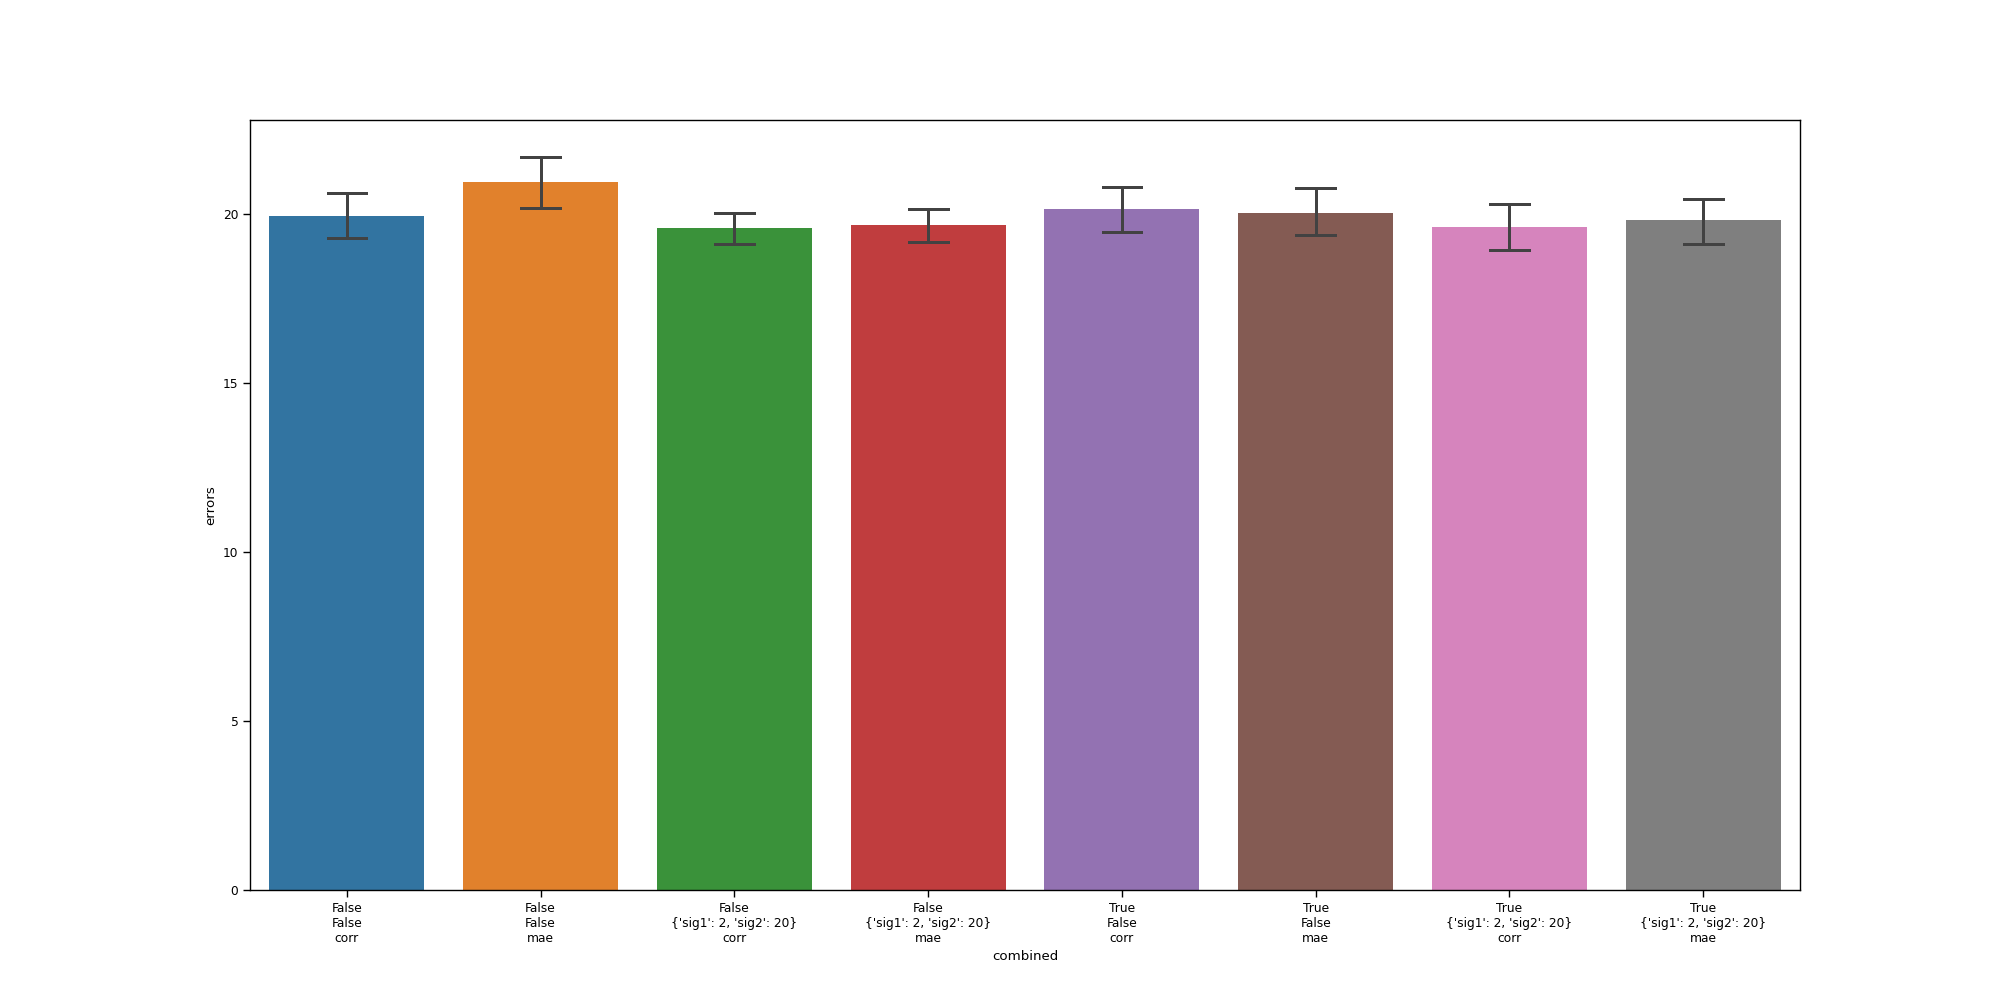 errors
20
15
10
5
0
False
False
corr
False
False
mae
False
{'sig1': 2, 'sig2': 20}
corr
False
{'sig1': 2, 'sig2': 20}
mae
True
False
corr
True
False
mae
True
{'sig1': 2, 'sig2': 20}
corr
True
{'sig1': 2, 'sig2': 20}
mae
combined